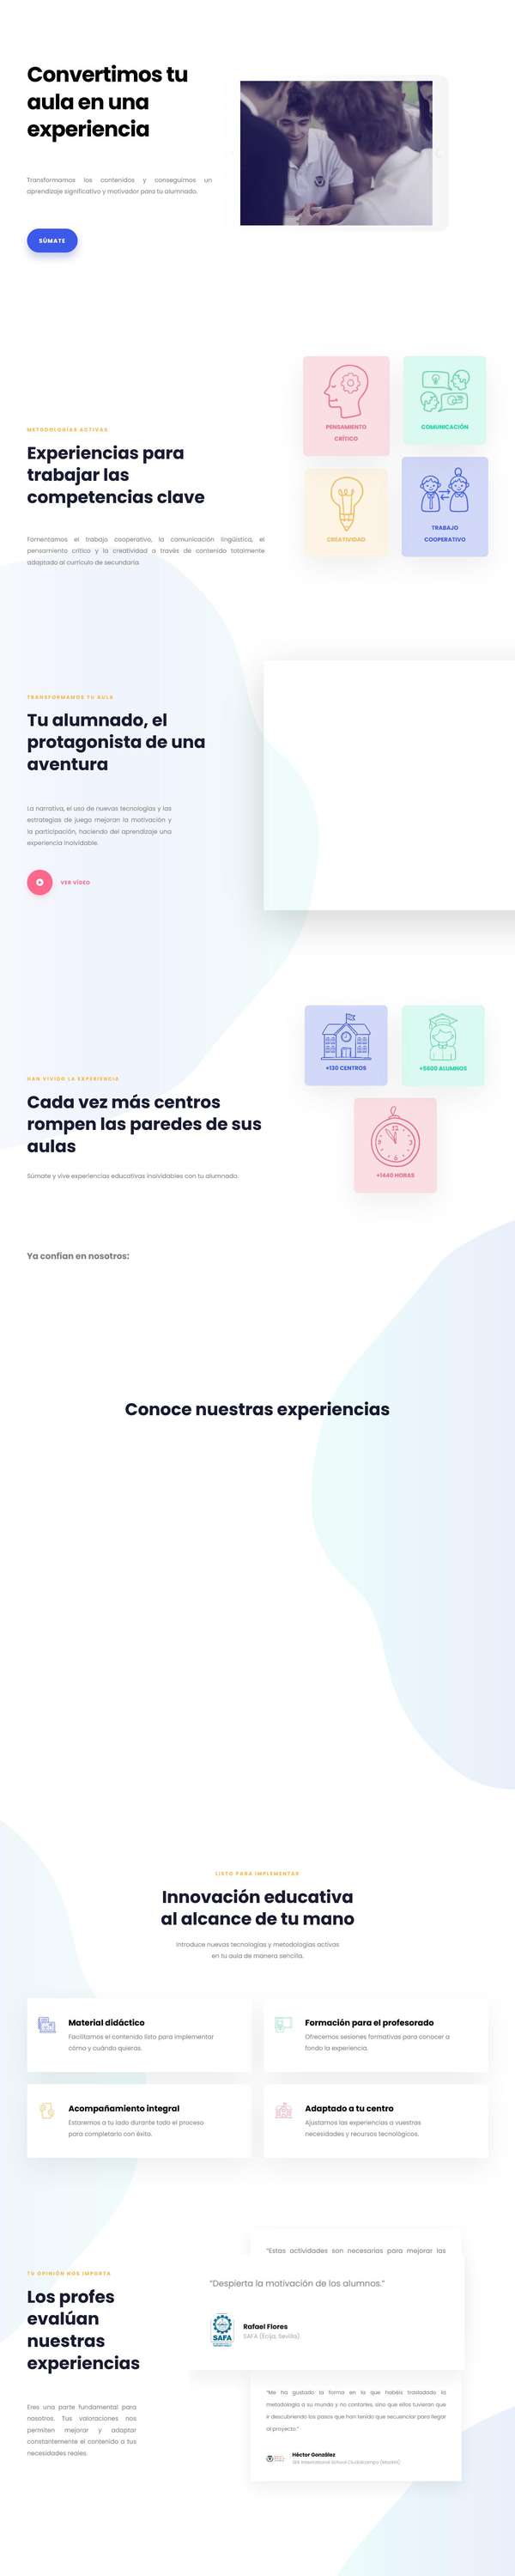 Convertimos tu
aula en una
experiencia
Transformamos los contenidos y conseguimos un
aprendizaje significativo y motivador para tu alumnado.
SÚMATE
METODOLOGÍAS ACTIVAS
Experiencias para
trabajar las
competencias clave
Fomentamos el trabajo cooperativo, la comunicación lingüística, el
pensamiento crítico y la creatividad a través de contenido totalmente
adaptado al currículo de secundaria.
PENSAMIENTO
CRÍTICO
COMUNICACIÓN
CREATIVIDAD
TRABAJO
COOPERATIVO
TRANSFORMAMOS TU AULA
Tu alumnado, el
protagonista de una
aventura
La narrativa, el uso de nuevas tecnologías y las
estrategias de juego mejoran la motivación y
la participación, haciendo del aprendizaje una
experiencia inolvidable.
VER VÍDEO
HAN VIVIDO LA EXPERIENCIA
Cada vez más centros
rompen las paredes de sus
aulas
Súmate y vive experiencias educativas inolvidables con tu alumnado.
+130 CENTROS
+5600 ALUMNOS
+1440 HORAS
Ya confían en nosotros:
Conoce nuestras experiencias
LISTO PARA IMPLEMENTAR
Innovación educativa
al alcance de tu mano
Introduce nuevas tecnologías y metodologías activas
en tu aula de manera sencilla.
Material didáctico
Facilitamos el contenido listo para implementar
cómo y cuándo quieras.
Formación para el profesorado
Ofrecemos sesiones formativas para conocer a
fondo la experiencia.
Acompañamiento integral
Estaremos a tu lado durante todo el proceso
para completarlo con éxito.
Adaptado a tu centro
Ajustamos las experiencias a vuestras
necesidades y recursos tecnológicos.
TU OPINIÓN NOS IMPORTA
Los profes
evalúan
nuestras
experiencias
Eres una parte fundamental para
nosotros. Tus valoraciones nos
permiten mejorar y adaptar
constantemente el contenido a tus
necesidades reales.
"Estas actividades son necesarias para mejorar las
"Despierta la motivación de los alumnos."
SAFA
Rafael Flores
SAFA (Écija, Sevilla)
"Me ha gustado la forma en la que habéis trasladado la
metodología a su mundo y no contarles, sino que ellos tuvieran que
ir descubriendo los pasos que han tenido que secuenciar para llegar
al proyecto."
Héctor González